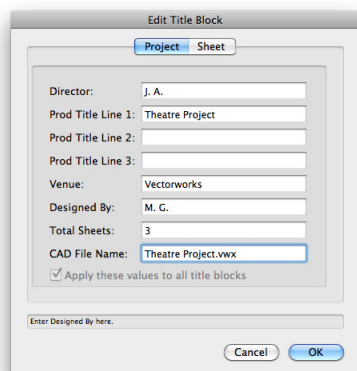 Edit Title Block
Project Sheet
Director: J. A.
Prod Title Line 1: Theatre Project
Prod Title Line 2:
Prod Title Line 3:
Venue: Vectorworks
Designed By: M. G.
Total Sheets: 3
CAD File Name: Theatre Project.vwx
Apply these values to all title blocks
Enter Designed By here.
Cancel OK